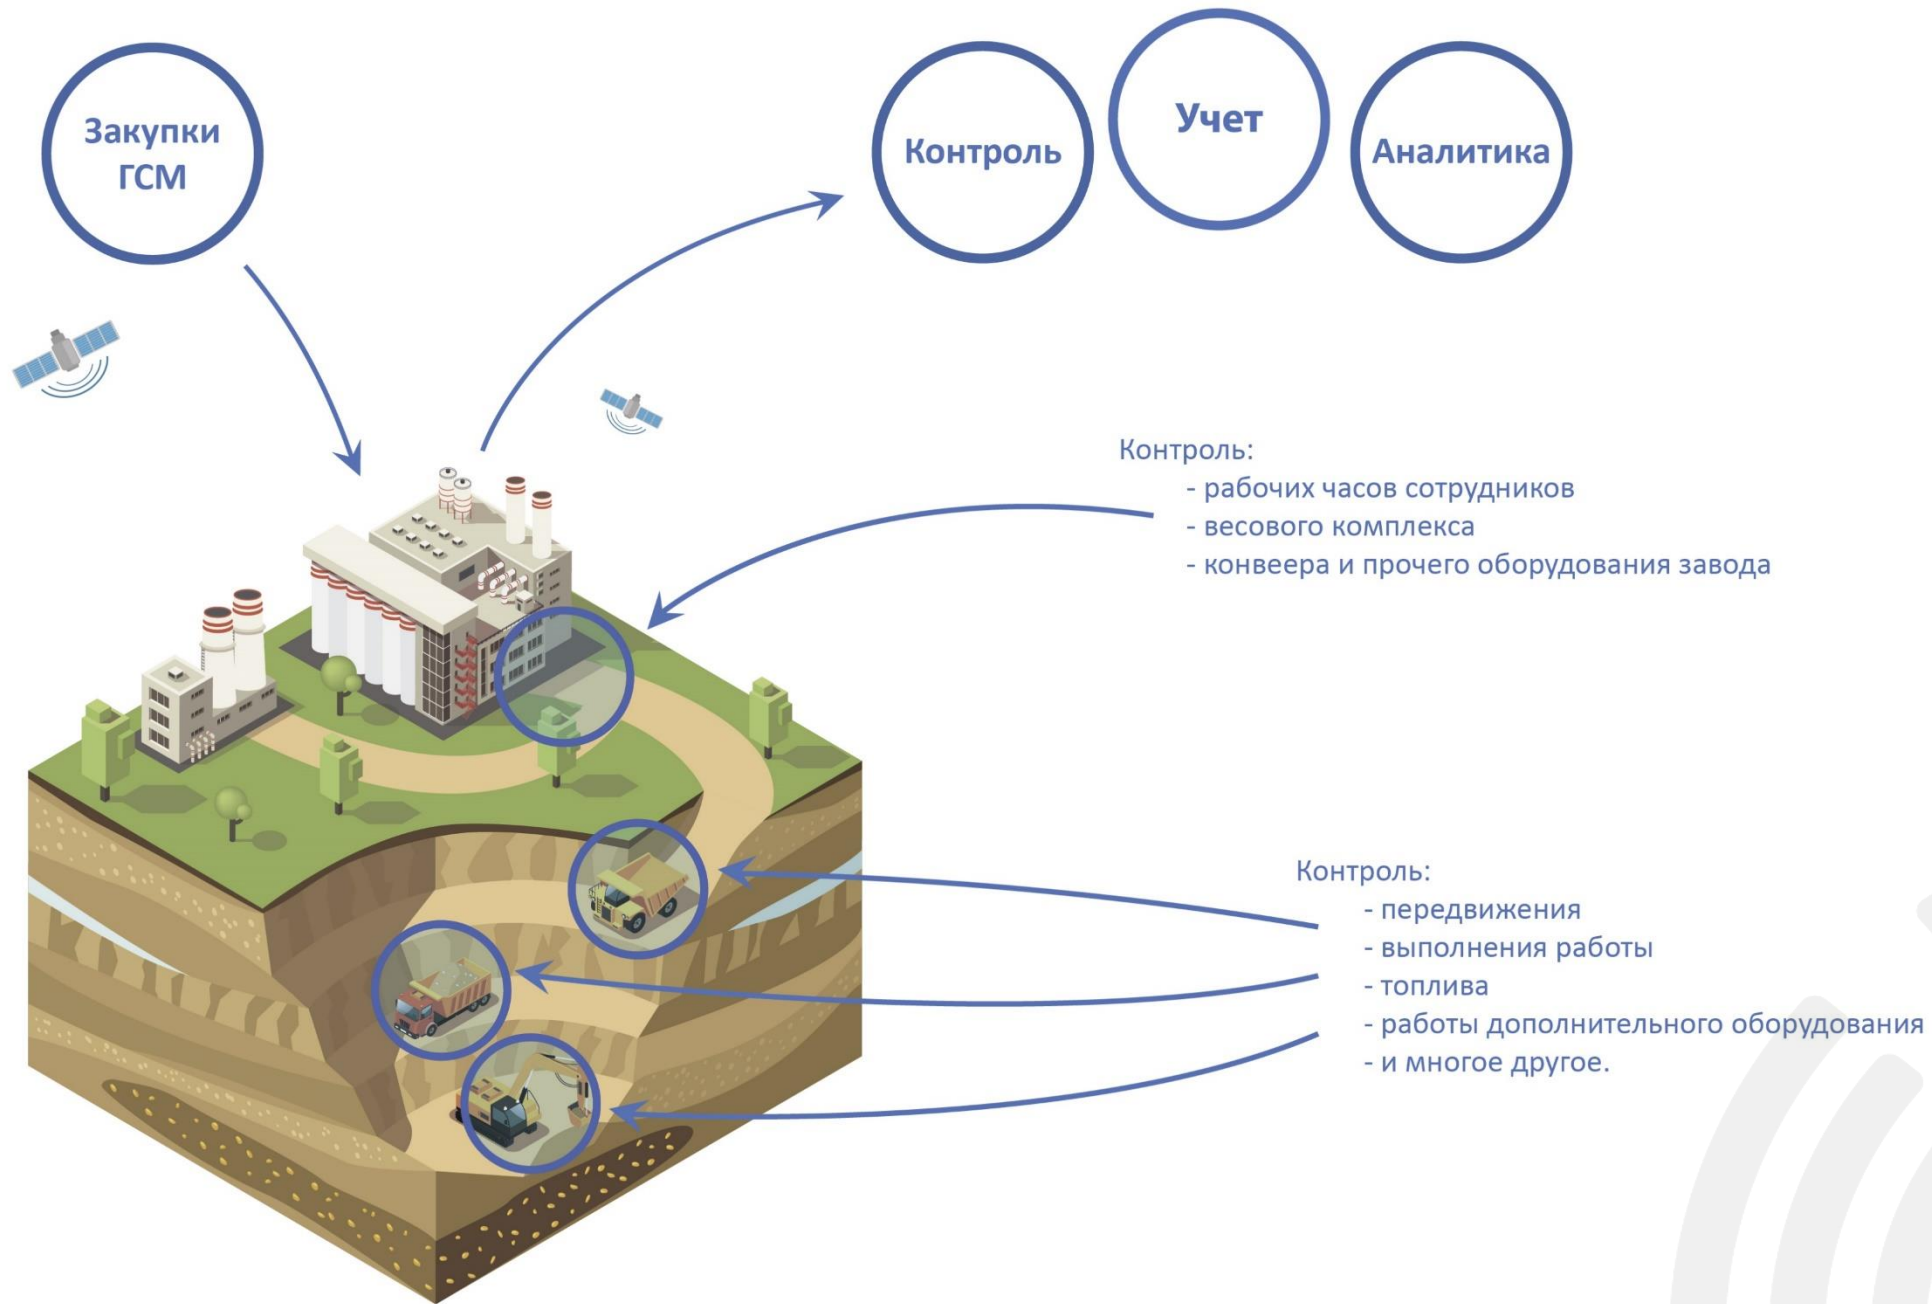 Закупки
ГСМ
Контроль
Учет
Аналитика
Контроль:
- рабочих часов сотрудников
- весового комплекса
- конвеера и прочего оборудования завода
Контроль:
- передвижения
- выполнения работы
- топлива
- работы дополнительного оборудования
- и многое другое.